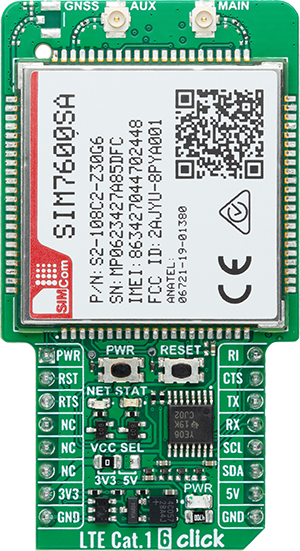 GNSS AUX MAIN
SIM7600SA
P/N: S2-108C2-Z30G6
SN: MP0623427A85DFC
IMEI: 863427044702448
FCC ID: 2AJYU-8PYA001
ANATEL:
06721-19-01380
SIMCom
CE
PWR PWR RESET RI
RST NET STAT CTS
RTS TX
NC YE08 RX
NC VCC SEL SCL
NC SDA
3V3 3V3 5V PWR 5V
GND GND
LTE Cat.1 6 click